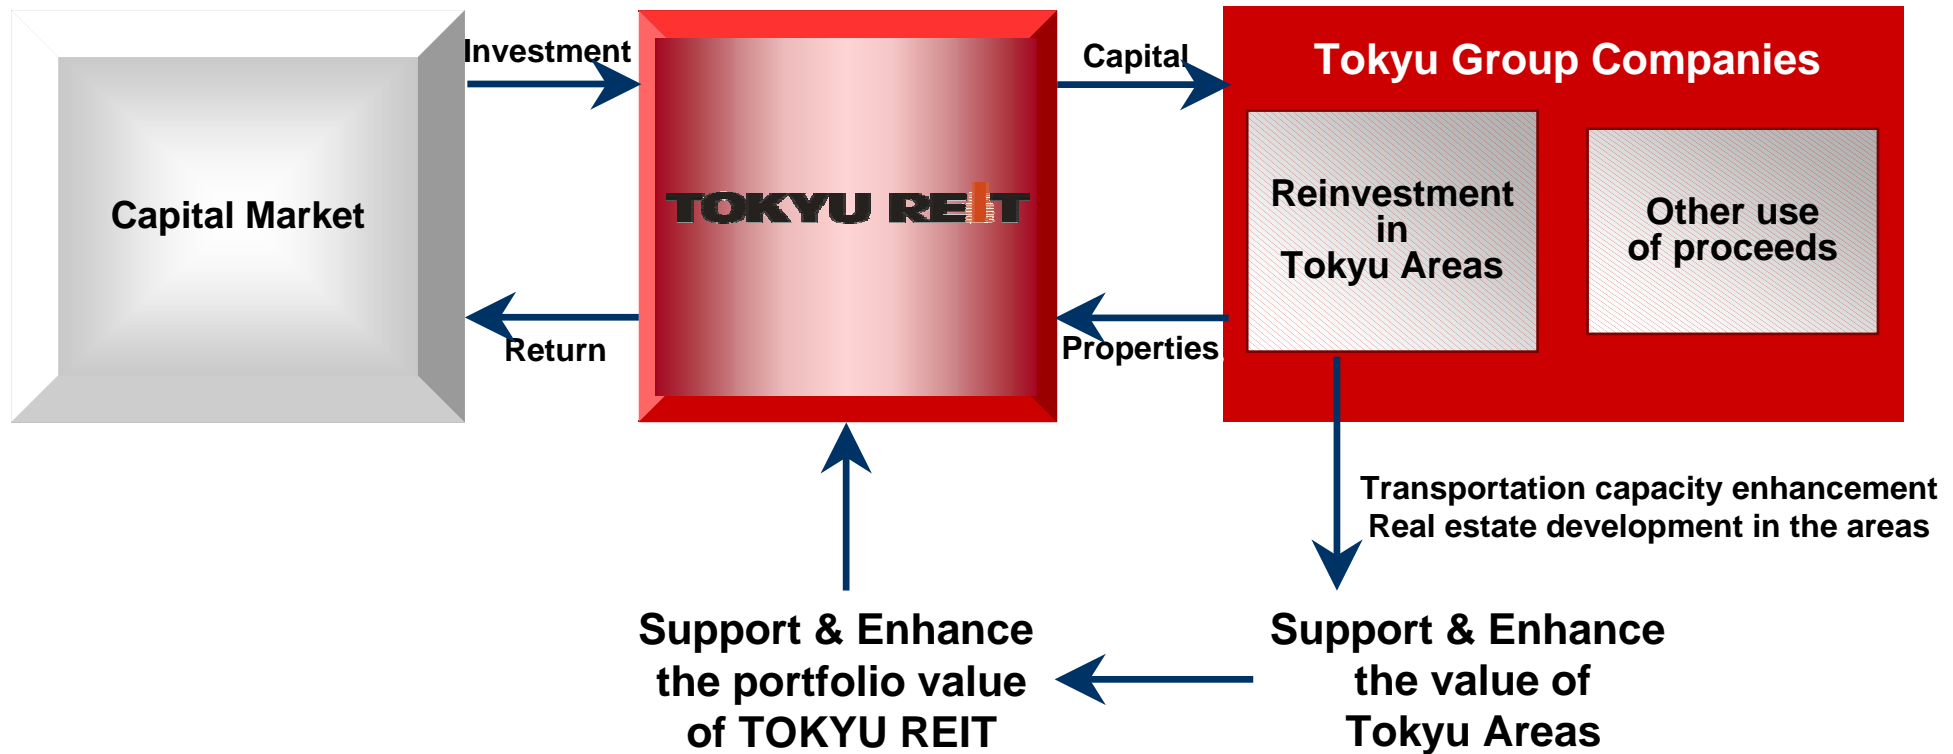 Investment
Capital
Tokyu Group Companies
Capital Market
TOKYU REIT
Reinvestment
in
Tokyu Areas
Other use
of proceeds
Return
Properties
Transportation capacity enhancement
Real estate development in the areas
Support & Enhance
the portfolio value
of TOKYU REIT
Support & Enhance
the value of
Tokyu Areas